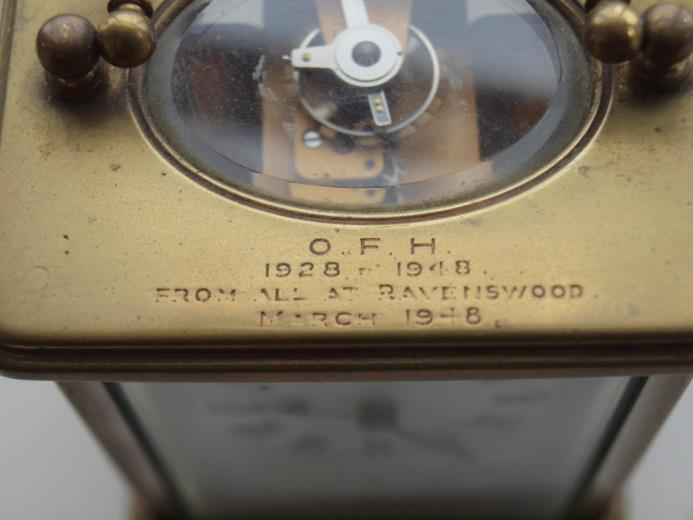 O. F. H.
1928 - 1948.
FROM ALL AT RAVENSWOOD.
MARCH 1948.